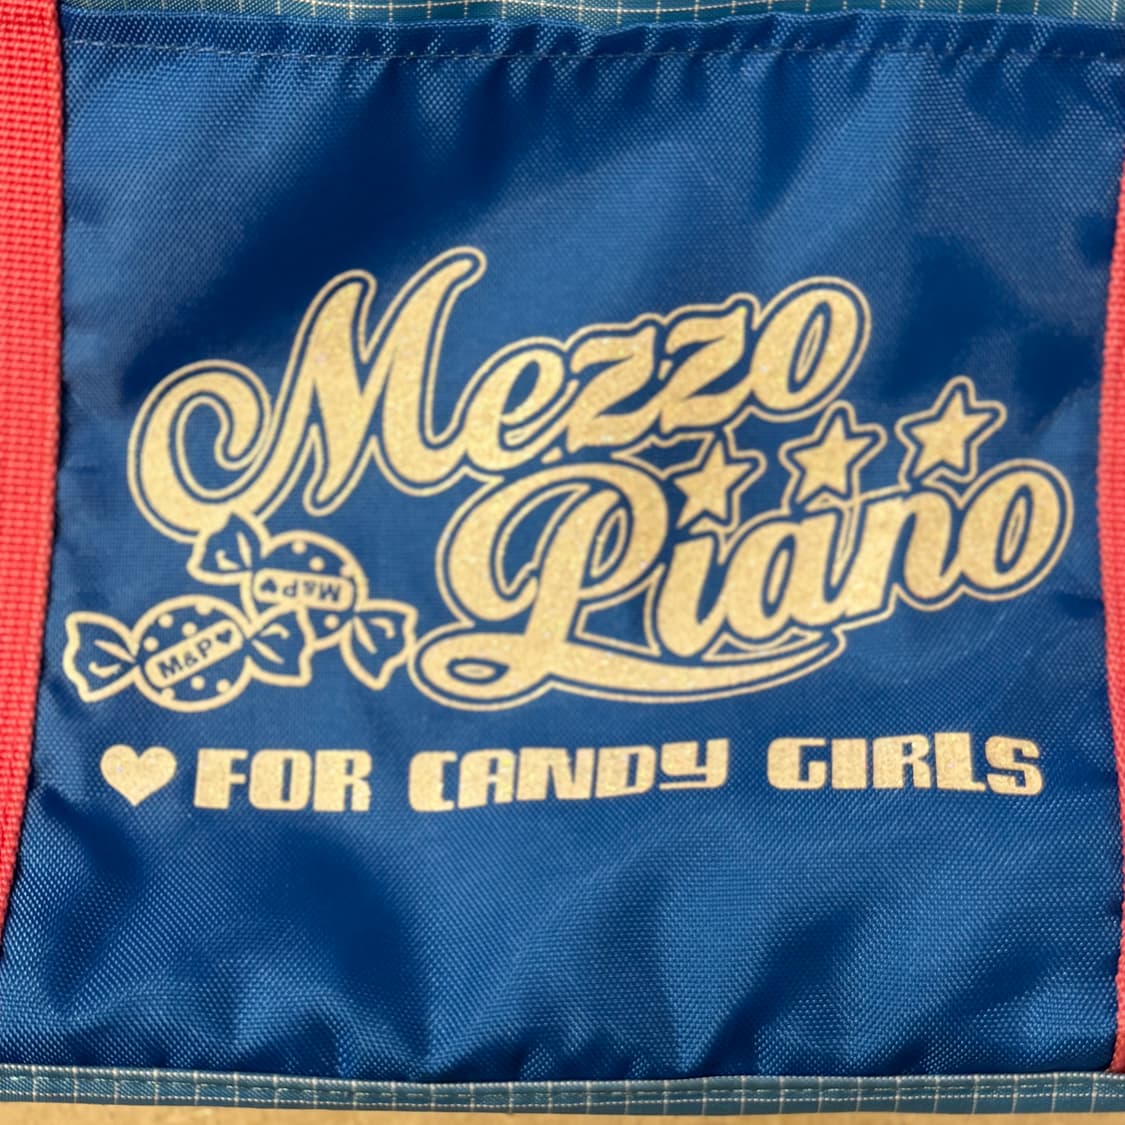 Mezzo
Piano
M&P♥
M&P♥
♥ FOR CANDY GIRLS